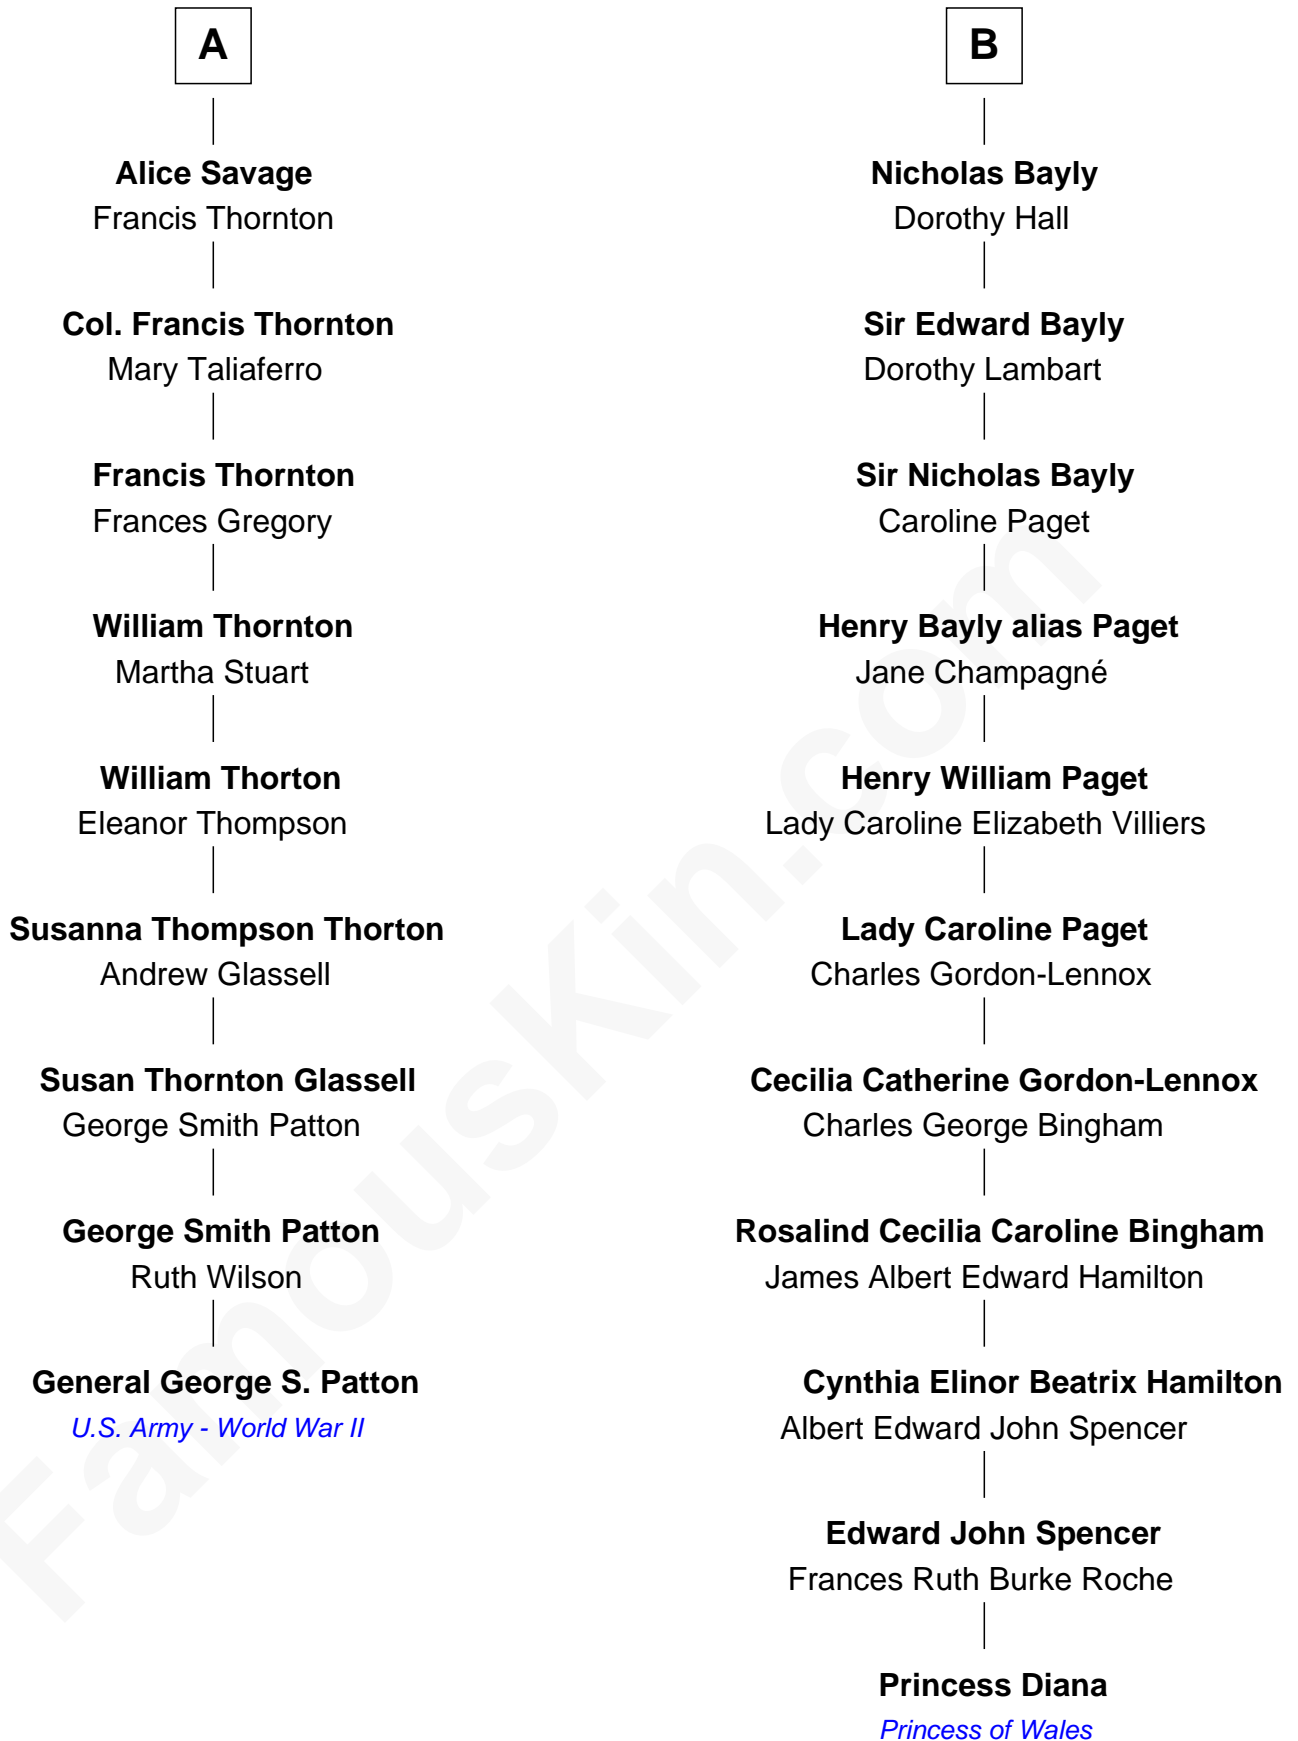 A
Alice Savage
Francis Thornton
Col. Francis Thornton
Mary Taliaferro
Francis Thornton
Frances Gregory
William Thornton
Martha Stuart
William Thorton
Eleanor Thompson
Susanna Thompson Thorton
Andrew Glassell
Susan Thornton Glassell
George Smith Patton
George Smith Patton
Ruth Wilson
General George S. Patton
U.S. Army - World War II
B
Nicholas Bayly
Dorothy Hall
Sir Edward Bayly
Dorothy Lambart
Sir Nicholas Bayly
Caroline Paget
Henry Bayly alias Paget
Jane Champagné
Henry William Paget
Lady Caroline Elizabeth Villiers
Lady Caroline Paget
Charles Gordon-Lennox
Cecilia Catherine Gordon-Lennox
Charles George Bingham
Rosalind Cecilia Caroline Bingham
James Albert Edward Hamilton
Cynthia Elinor Beatrix Hamilton
Albert Edward John Spencer
Edward John Spencer
Frances Ruth Burke Roche
Princess Diana
Princess of Wales
FamousKin.com